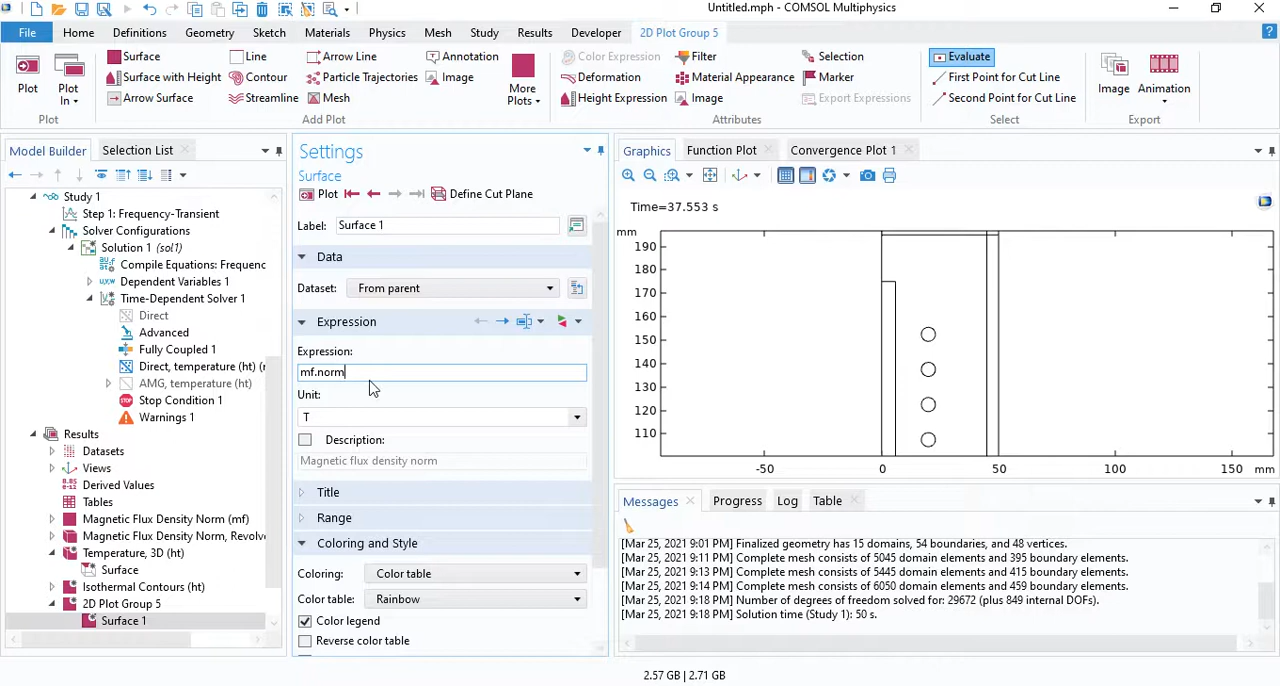 Untitled.mph - COMSOL Multiphysics
File Home Definitions Geometry Sketch Materials Physics Mesh Study Results Developer 2D Plot Group 5
Surface Line Arrow Line Annotation Color Expression Filter Selection Evaluate
Surface with Height Contour Particle Trajectories Image Deformation Material Appearance Marker First Point for Cut Line
Arrow Surface Streamline Mesh Height Expression Image Export Expressions Second Point for Cut Line
Plot Plot In More Plots Image Animation
Plot Add Plot Attributes Select Export
Model Builder Selection List
Study 1
Step 1: Frequency-Transient
Solver Configurations
Solution 1 (sol1)
Compile Equations: Frequenc
Dependent Variables 1
Time-Dependent Solver 1
Direct
Advanced
Fully Coupled 1
Direct, temperature (ht) (r
AMG, temperature (ht)
Stop Condition 1
Warnings 1
Results
Datasets
Views
Derived Values
Tables
Magnetic Flux Density Norm (mf)
Magnetic Flux Density Norm, Revolve
Temperature, 3D (ht)
Surface
Isothermal Contours (ht)
2D Plot Group 5
Surface 1
Settings
Surface
Plot Define Cut Plane
Label: Surface 1
Data
Dataset: From parent
Expression
Expression:
mf.norm
Unit:
T
Description:
Magnetic flux density norm
Title
Range
Coloring and Style
Coloring: Color table
Color table: Rainbow
Color legend
Reverse color table
Graphics Function Plot Convergence Plot 1
Time=37.553 s
mm
190
180
170
160
150
140
130
120
110
-50 0 50 100 150 mm
Messages Progress Log Table
[Mar 25, 2021 9:01 PM] Finalized geometry has 15 domains, 54 boundaries, and 48 vertices.
[Mar 25, 2021 9:11 PM] Complete mesh consists of 5045 domain elements and 395 boundary elements.
[Mar 25, 2021 9:13 PM] Complete mesh consists of 5445 domain elements and 415 boundary elements.
[Mar 25, 2021 9:14 PM] Complete mesh consists of 6050 domain elements and 459 boundary elements.
[Mar 25, 2021 9:18 PM] Number of degrees of freedom solved for: 29672 (plus 849 internal DOFs).
[Mar 25, 2021 9:18 PM] Solution time (Study 1): 50 s.
2.57 GB | 2.71 GB